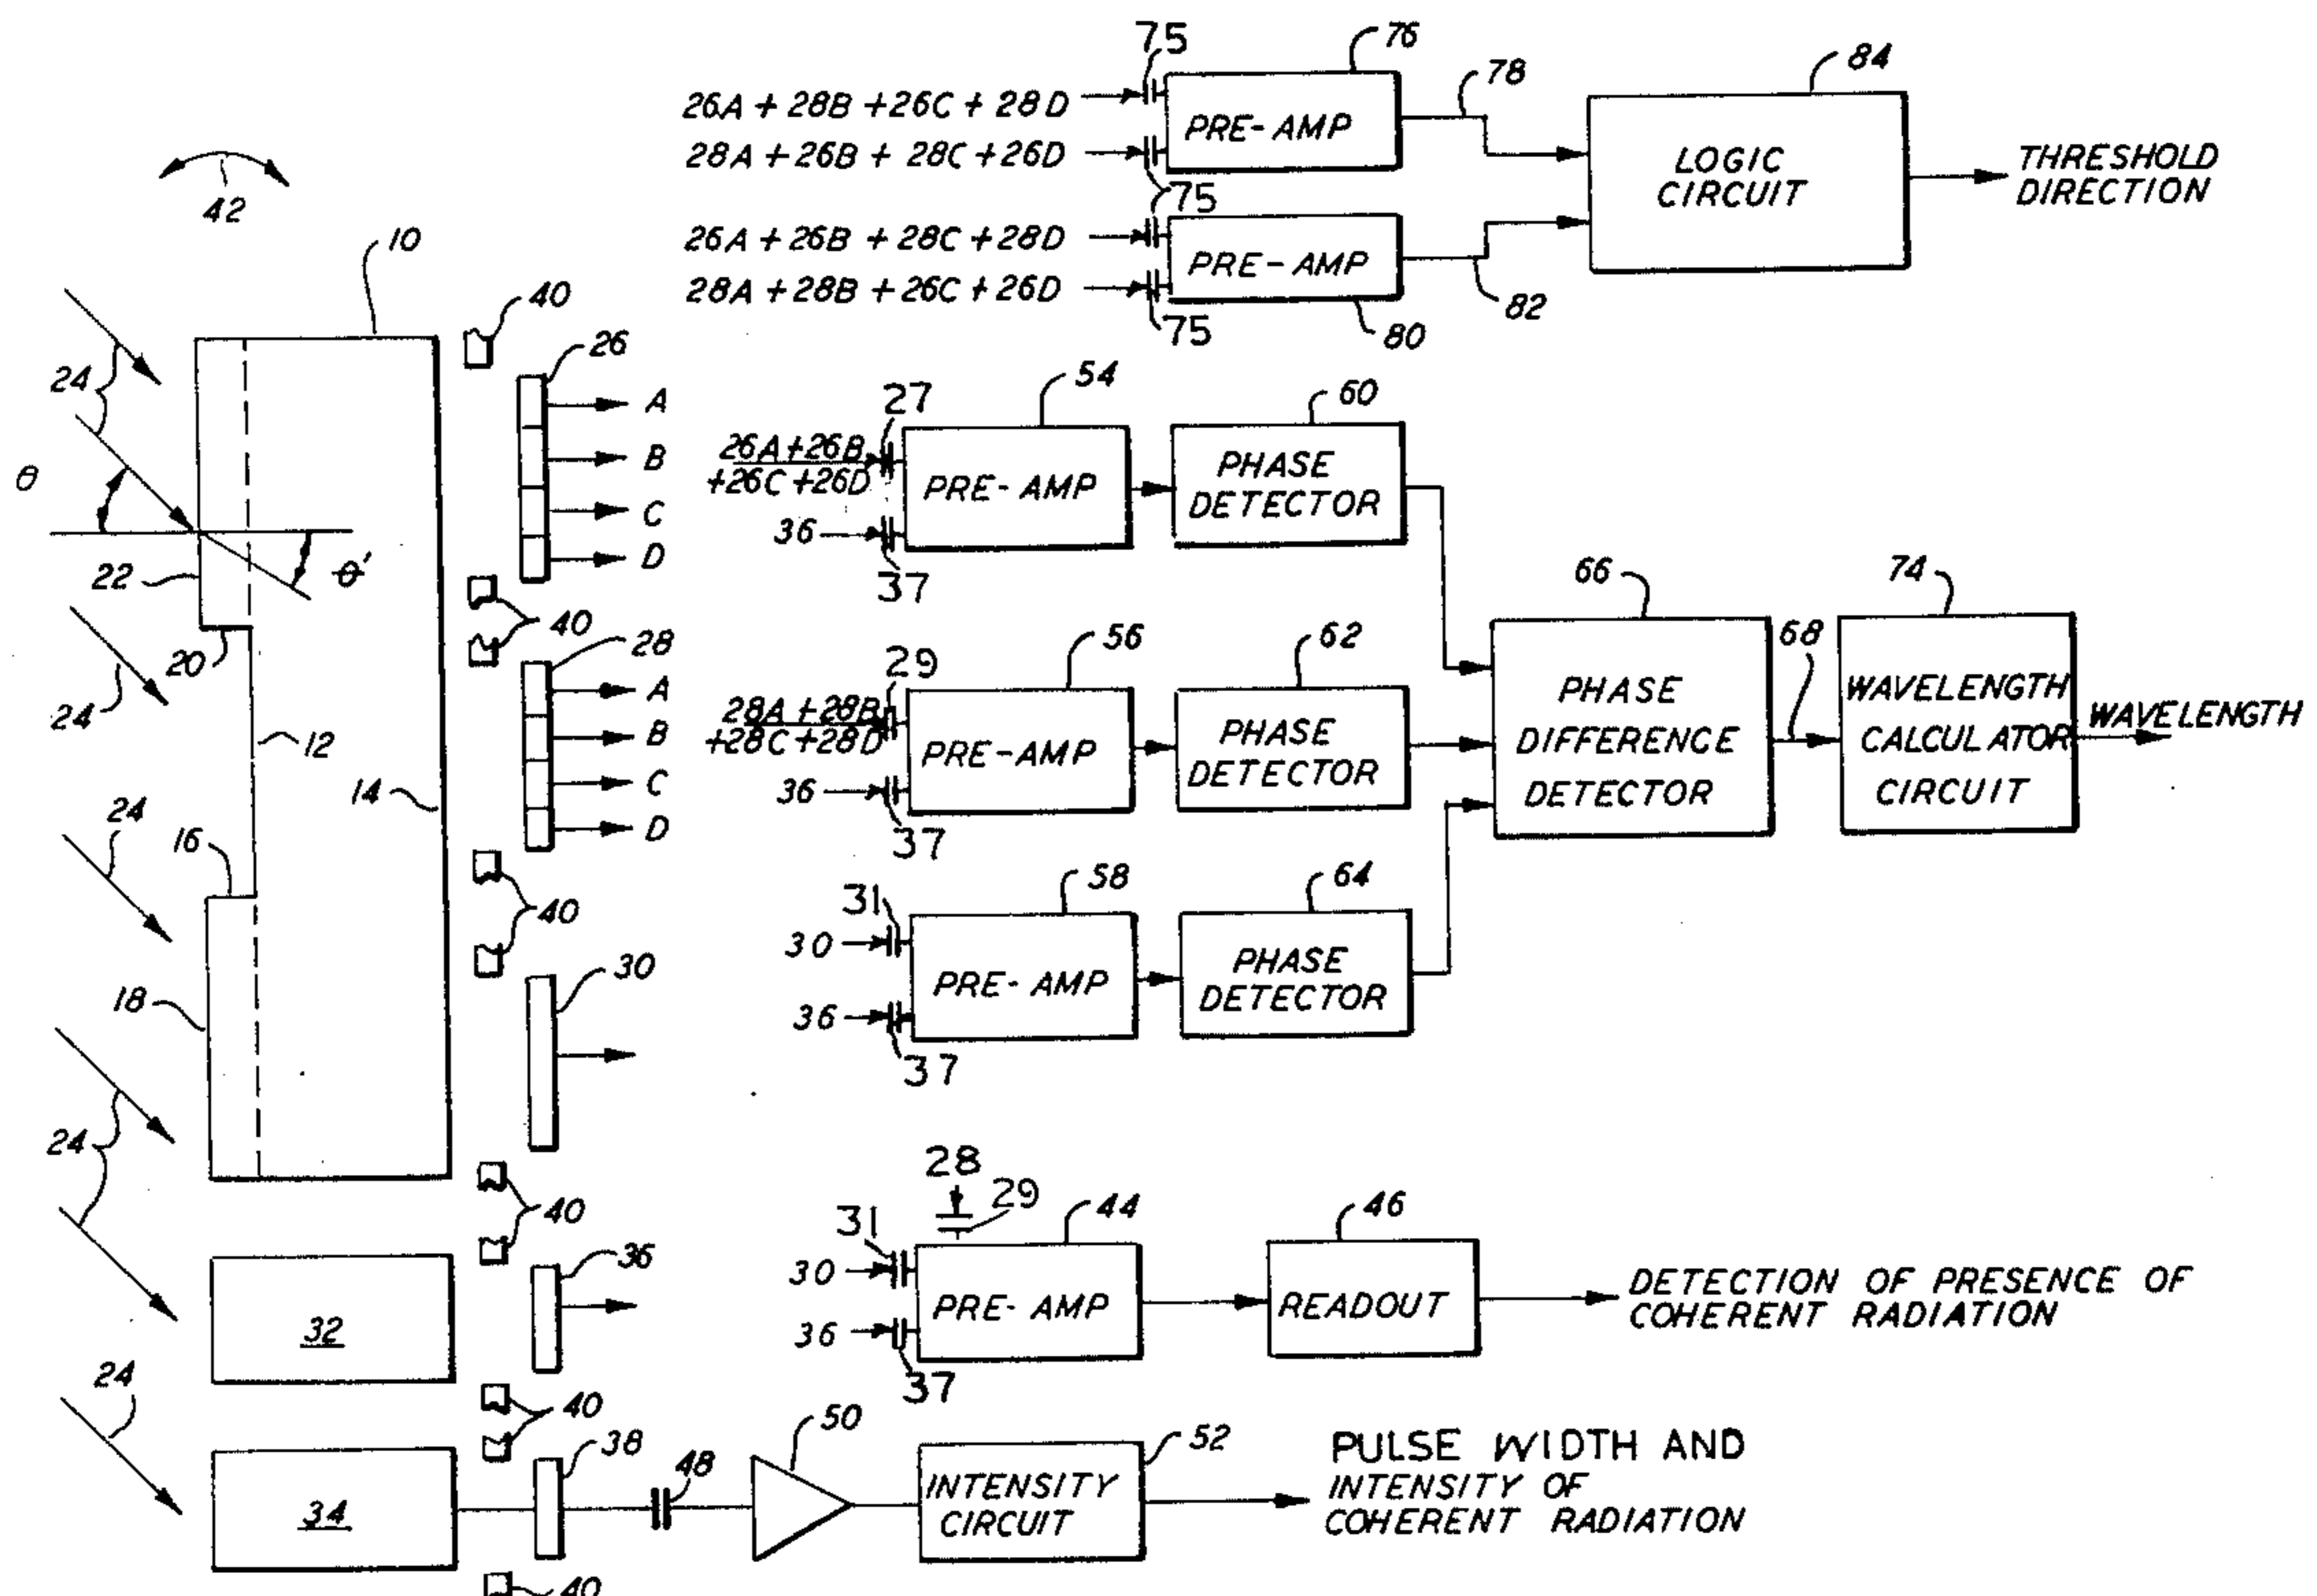 75
76
78
84
26A + 28B + 26C + 28D
28A + 26B + 28C + 26D
PRE-AMP
75
26A + 26B + 28C + 28D
28A + 28B + 26C + 26D
PRE-AMP
75
80
82
LOGIC
CIRCUIT
THRESHOLD
DIRECTION
42
10
40
24
26
A
B
C
D
θ
θ'
22
20
24
40
28
A
B
C
D
12
14
24
16
40
18
30
24
40
32
36
24
40
34
38
40
27
54
60
26A+26B
+26C+26D
36
37
PRE-AMP
PHASE
DETECTOR
29
56
62
28A+28B
+28C+28D
36
37
PRE-AMP
PHASE
DETECTOR
31
58
64
30
36
37
PRE-AMP
PHASE
DETECTOR
66
PHASE
DIFFERENCE
DETECTOR
68
74
WAVELENGTH
CALCULATOR
CIRCUIT
WAVELENGTH
28
29
31
44
46
30
36
37
PRE-AMP
READOUT
DETECTION OF PRESENCE OF
COHERENT RADIATION
48
50
52
INTENSITY
CIRCUIT
PULSE WIDTH AND
INTENSITY OF
COHERENT RADIATION